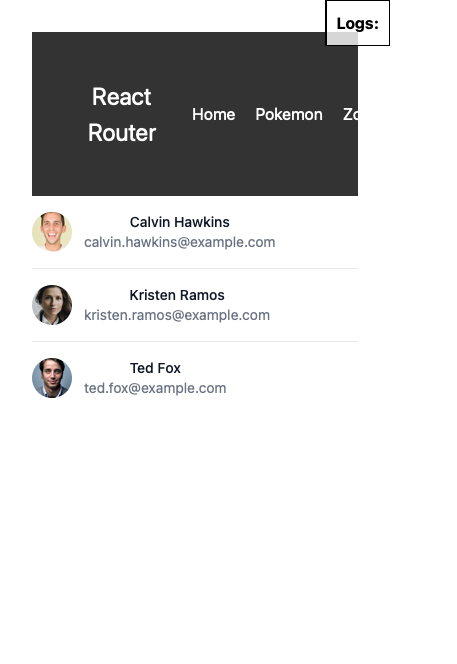 Logs:
React
Router
Home Pokemon
Calvin Hawkins
calvin.hawkins@example.com
Kristen Ramos
kristen.ramos@example.com
Ted Fox
ted.fox@example.com